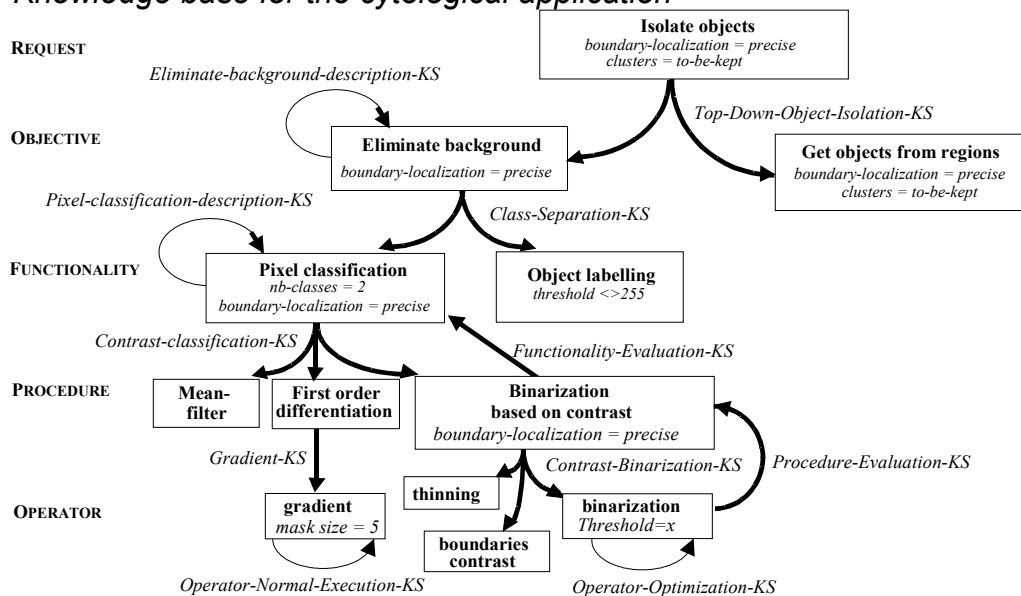 Knowledge base for the cytological application
REQUEST
Isolate objects
boundary-localization = precise
clusters = to-be-kept
Eliminate-background-description-KS
Top-Down-Object-Isolation-KS
OBJECTIVE
Eliminate background
boundary-localization = precise
Get objects from regions
boundary-localization = precise
clusters = to-be-kept
Pixel-classification-description-KS
Class-Separation-KS
FUNCTIONALITY
Pixel classification
nb-classes = 2
boundary-localization = precise
Object labelling
threshold <>255
Contrast-classification-KS
Functionality-Evaluation-KS
PROCEDURE
Mean-
filter
First order
differentiation
Binarization
based on contrast
boundary-localization = precise
Gradient-KS
Contrast-Binarization-KS
Procedure-Evaluation-KS
OPERATOR
gradient
mask size = 5
thinning
boundaries
contrast
binarization
Threshold=x
Operator-Normal-Execution-KS
Operator-Optimization-KS